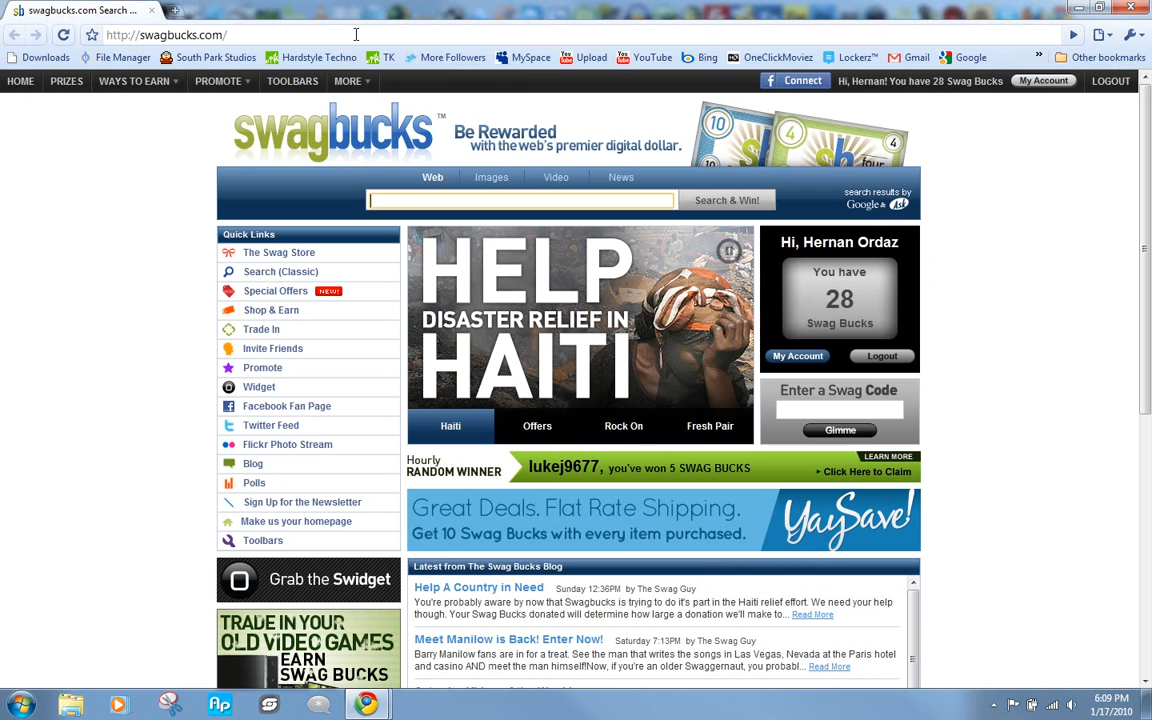 swagbucks.com Search ...
http://swagbucks.com/
Downloads File Manager South Park Studios Hardstyle Techno TK More Followers MySpace Upload YouTube Bing OneClickMoviez Lockerz™ Gmail Google » Other bookmarks
HOME PRIZES WAYS TO EARN PROMOTE TOOLBARS MORE Connect Hi, Hernan! You have 28 Swag Bucks My Account LOGOUT
swagbucks™
Be Rewarded
with the web's premier digital dollar.
10 4 4
10 sb sb four
Web Images Video News
Search & Win!
search results by
Google & Ask
Quick Links
The Swag Store
Search (Classic)
Special Offers NEW!
Shop & Earn
Trade In
Invite Friends
Promote
Widget
Facebook Fan Page
Twitter Feed
Flickr Photo Stream
Blog
Polls
Sign Up for the Newsletter
Make us your homepage
Toolbars
Grab the Swidget
TRADE IN YOUR
OLD VIDEO GAMES
EARN
SWAG BUCKS
HELP
DISASTER RELIEF IN
HAITI
Haiti Offers Rock On Fresh Pair
Hi, Hernan Ordaz
You have
28
Swag Bucks
My Account Logout
Enter a Swag Code
Gimme
Hourly
RANDOM WINNER
lukej9677, you've won 5 SWAG BUCKS
LEARN MORE
Click Here to Claim
Great Deals. Flat Rate Shipping.
Get 10 Swag Bucks with every item purchased.
YaySave!
Latest from The Swag Bucks Blog
Help A Country in Need Sunday 12:36PM by The Swag Guy
You're probably aware by now that Swagbucks is trying to do it's part in the Haiti relief effort. We need your help
though. Your Swag Bucks donated will determine how large a donation we'll make to... Read More
Meet Manilow is Back! Enter Now! Saturday 7:13PM by The Swag Guy
Barry Manilow fans are in for a treat. See the man that writes the songs in Las Vegas, Nevada at the Paris hotel
and casino AND meet the man himself!Now, if you're an older Swaggernaut, you probabl... Read More
Ap
6:09 PM
1/17/2010